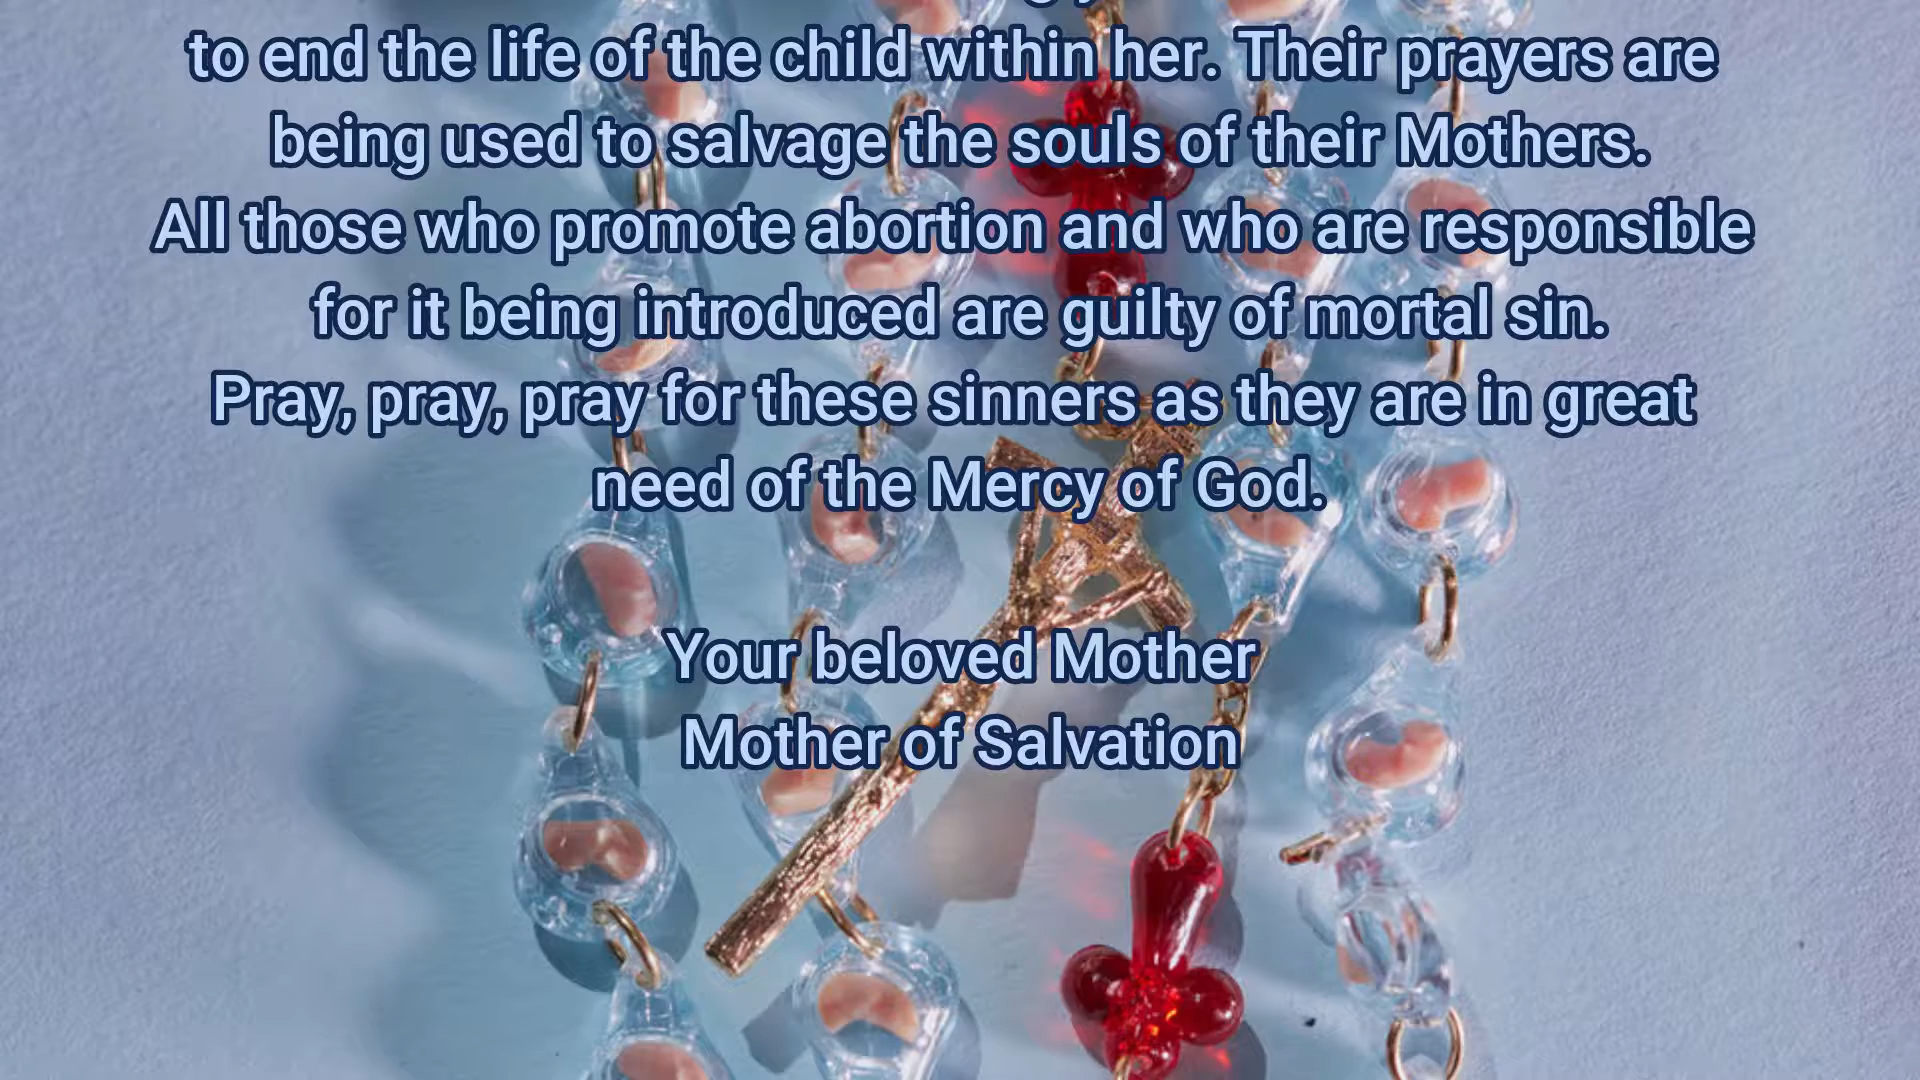 to end the life of the child within her. Their prayers are
being used to salvage the souls of their Mothers.
All those who promote abortion and who are responsible
for it being introduced are guilty of mortal sin.
Pray, pray, pray for these sinners as they are in great
need of the Mercy of God.
Your beloved Mother
Mother of Salvation